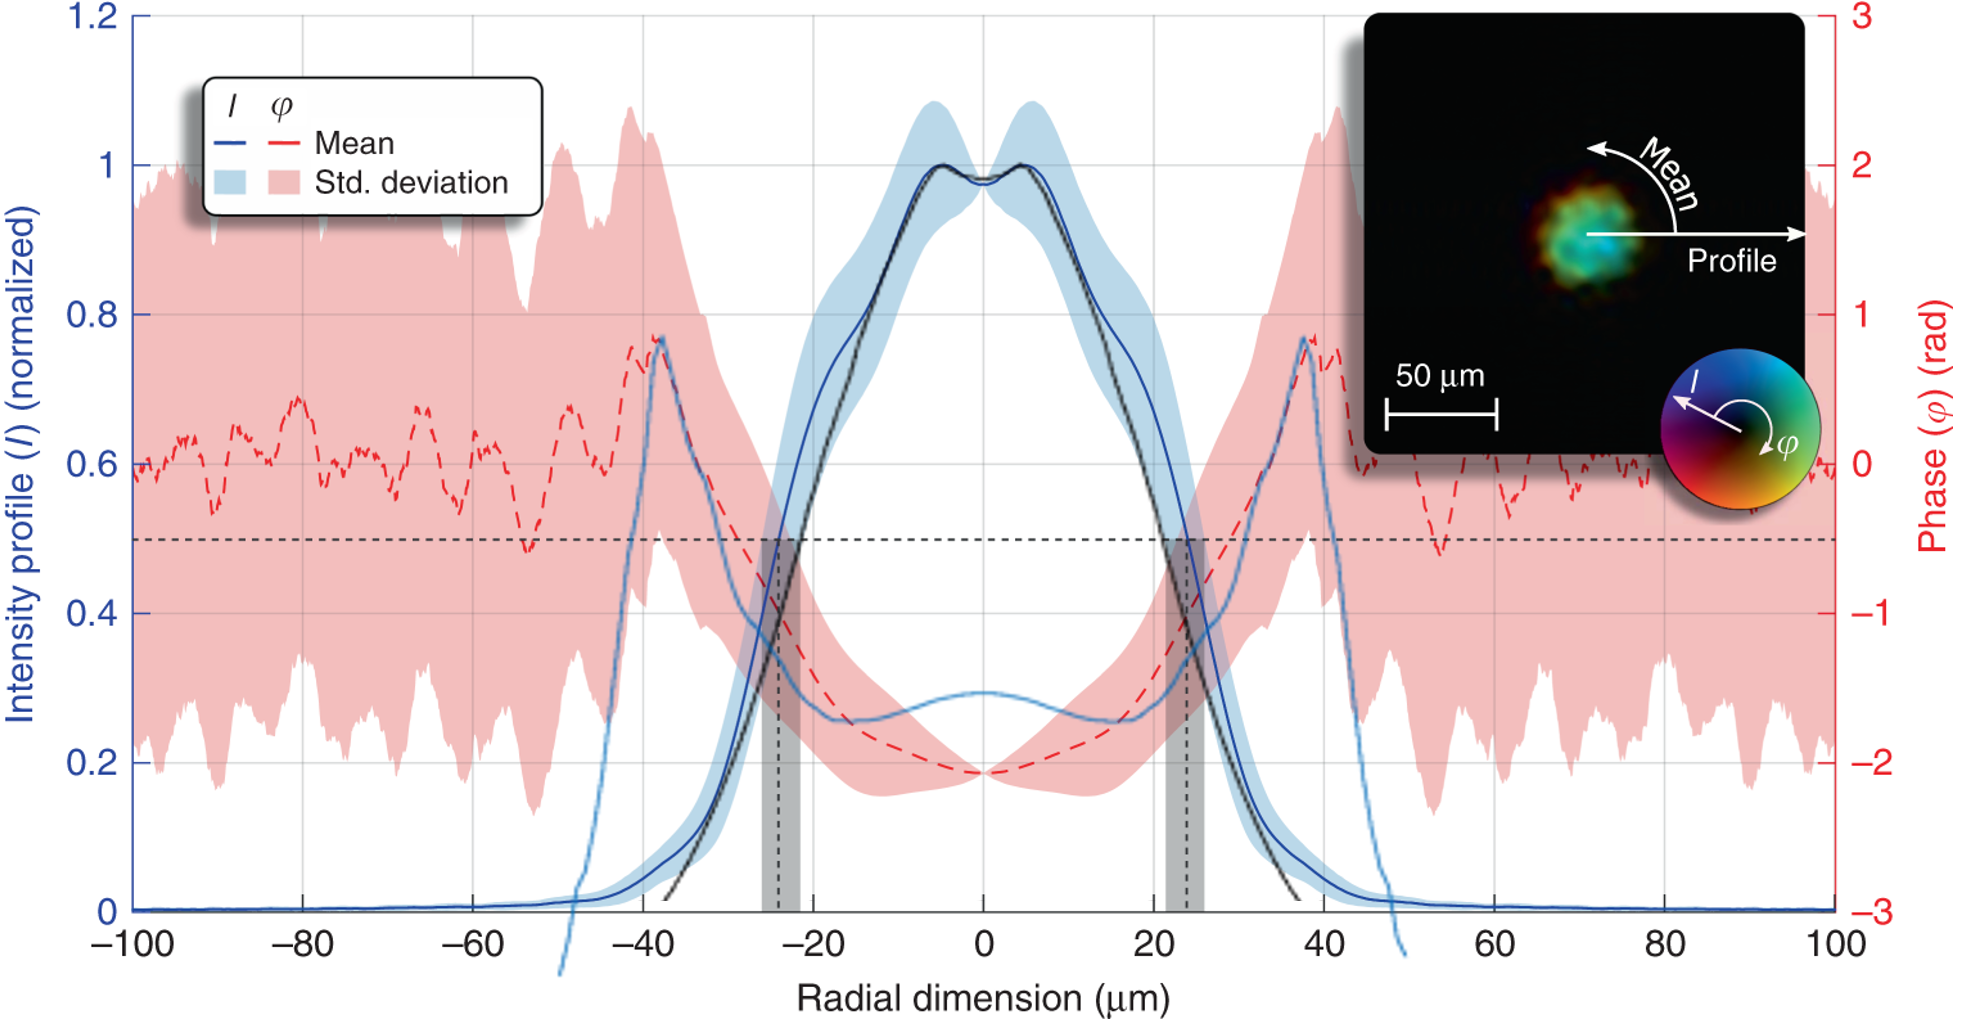 1.2
1
0.8
0.6
0.4
0.2
0
Intensity profile (I) (normalized)
I φ
Mean
Std. deviation
−100 −80 −60 −40 −20 0 20 40 60 80 100
Radial dimension (μm)
3
2
1
0
−1
−2
−3
Phase (φ) (rad)
Mean
Profile
50 μm
I
φ